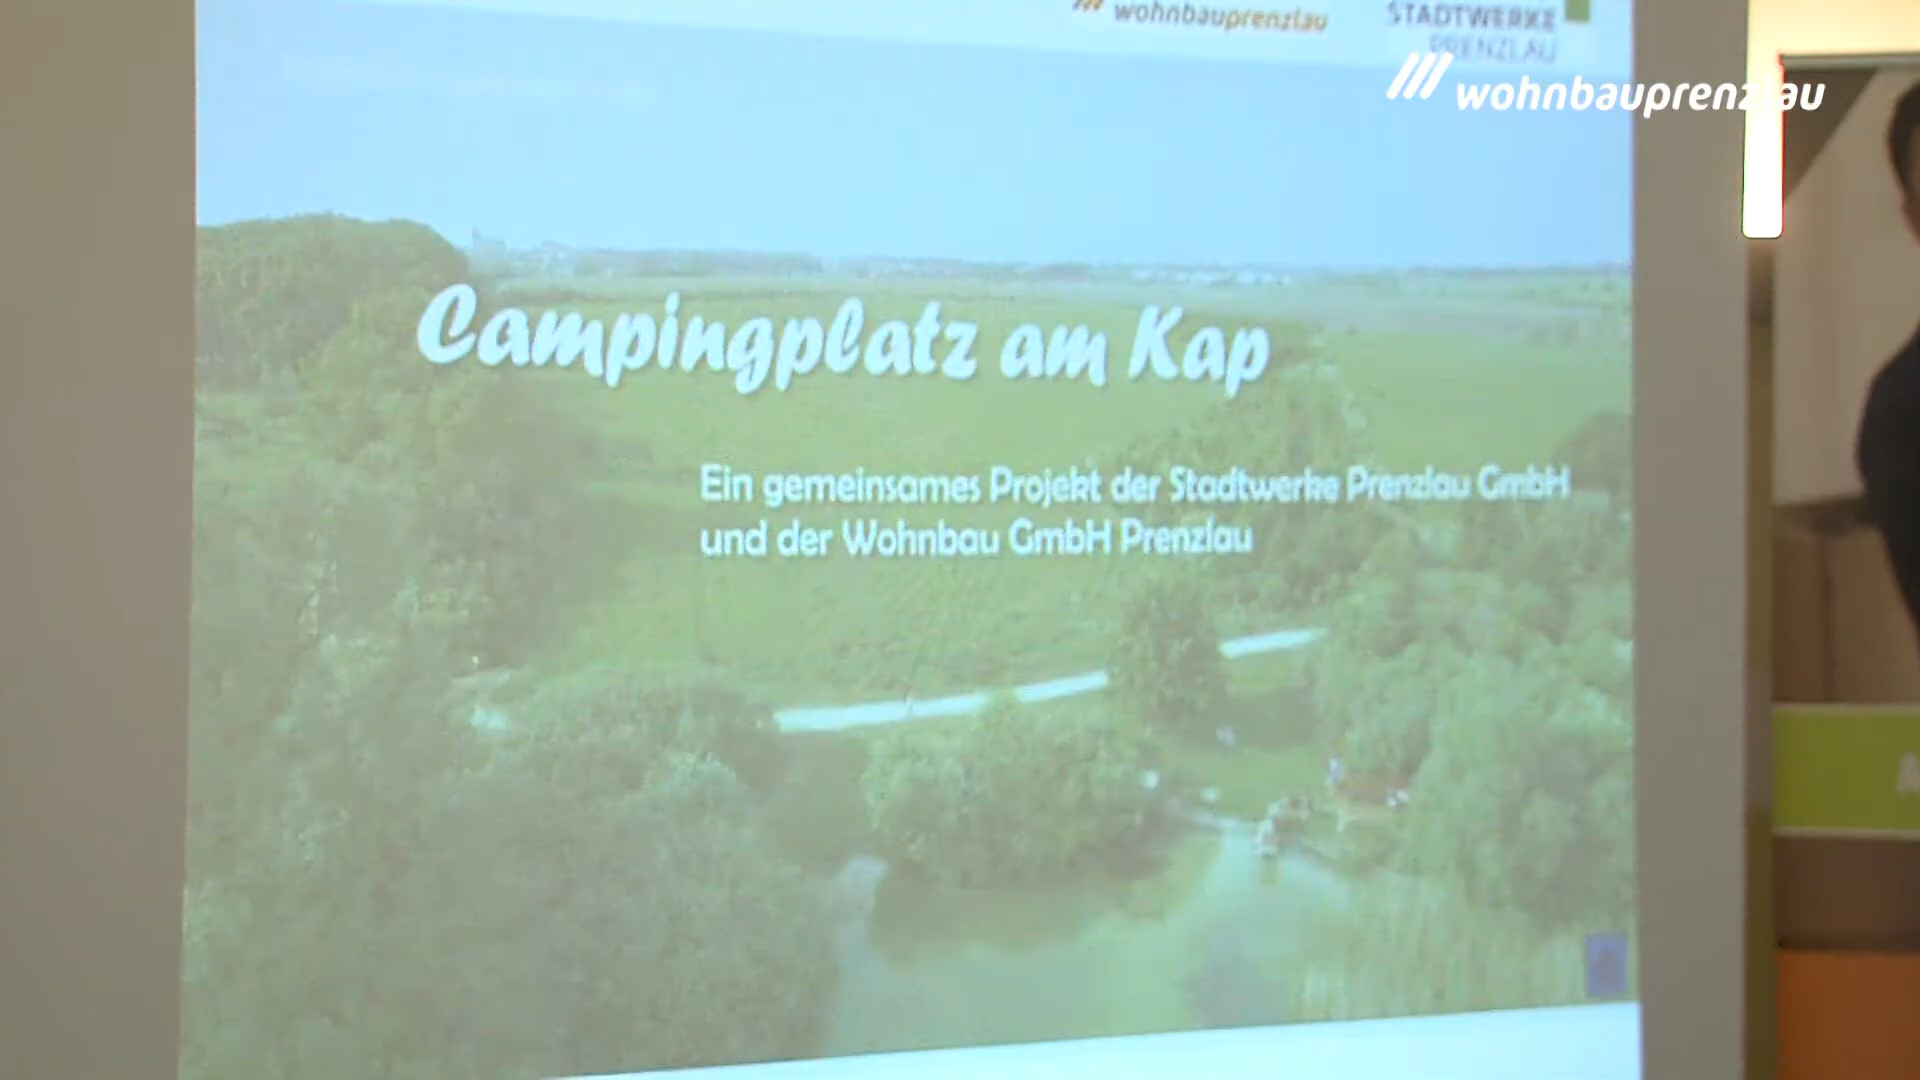 wohnbauprenzlau
STADTWERKE
PRENZLAU
wohnbauprenzlau
Campingplatz am Kap
Ein gemeinsames Projekt der Stadtwerke Prenzlau GmbH
und der Wohnbau GmbH Prenzlau